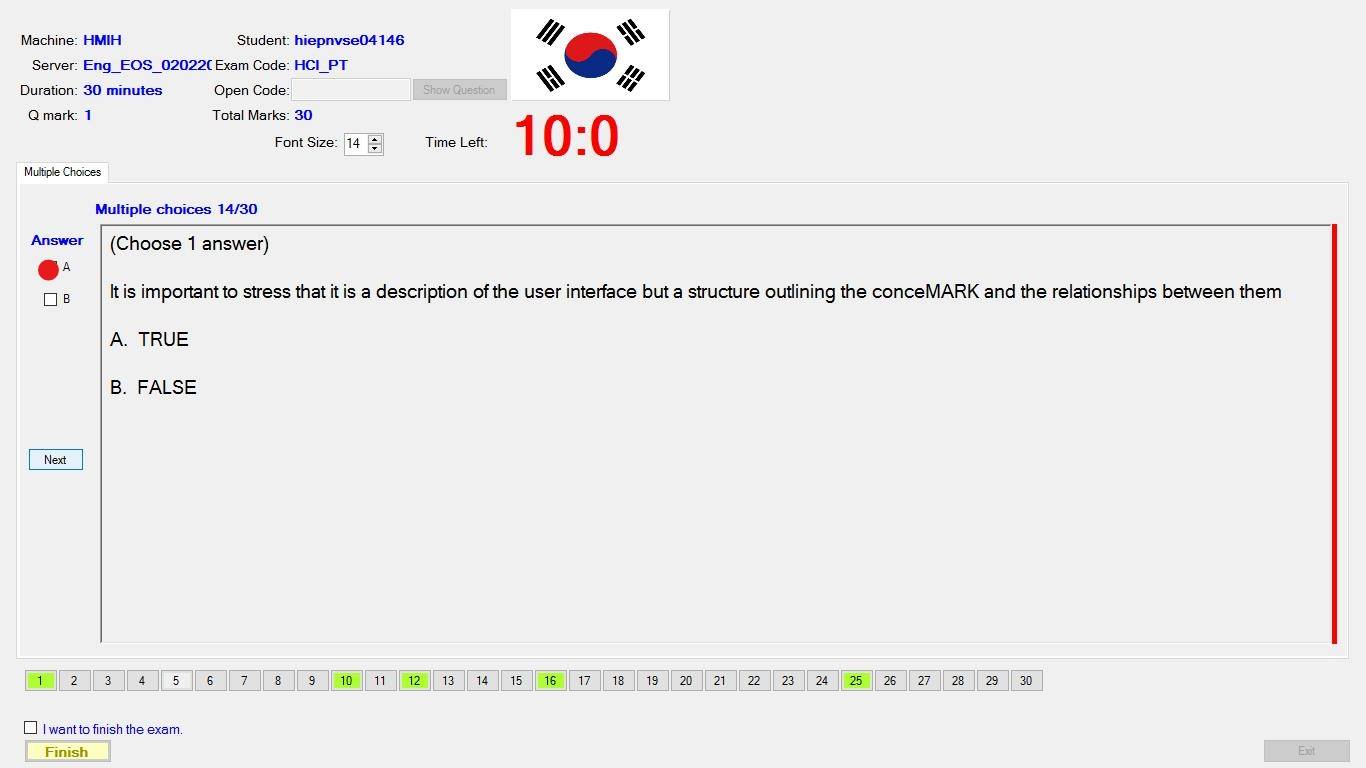 Machine: HMIH Student: hiepnvse04146
Server: Eng_EOS_020220 Exam Code: HCI_PT
Duration: 30 minutes Open Code: Show Question
Q mark: 1 Total Marks: 30
Font Size: 14 Time Left: 10:0
Multiple Choices
Multiple choices 14/30
Answer
A
B
(Choose 1 answer)
It is important to stress that it is a description of the user interface but a structure outlining the conceMARK and the relationships between them
A. TRUE
B. FALSE
Next
1 2 3 4 5 6 7 8 9 10 11 12 13 14 15 16 17 18 19 20 21 22 23 24 25 26 27 28 29 30
I want to finish the exam.
Finish Exit